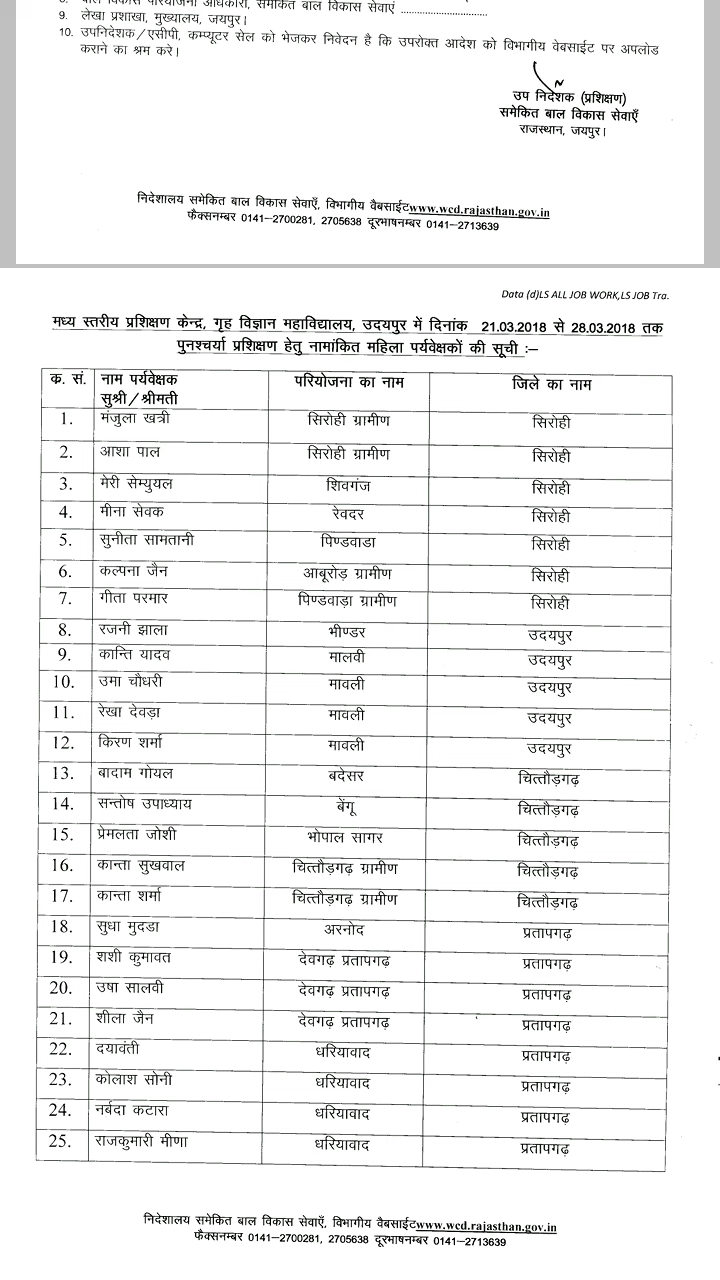 9. लेखा प्रशाखा, मुख्यालय, जयपुर।
10. उपनिदेशक/एसीपी, कम्प्यूटर सेल को भेजकर निवेदन है कि उपरोक्त आदेश को विभागीय वेबसाईट पर अपलोड
कराने का श्रम करे।
उप निदेशक (प्रशिक्षण)
समेकित बाल विकास सेवाएँ
राजस्थान, जयपुर।
निदेशालय समेकित बाल विकास सेवाएँ, विभागीय वैबसाईटwww.wcd.rajasthan.gov.in
फैक्सनम्बर 0141–2700281, 2705638 दूरभाषनम्बर 0141–2713639
Data (d)LS ALL JOB WORK,LS JOB Tra.
मध्य स्तरीय प्रशिक्षण केन्द्र, गृह विज्ञान महाविद्यालय, उदयपुर में दिनांक 21.03.2018 से 28.03.2018 तक
पुनश्चर्या प्रशिक्षण हेतु नामांकित महिला पर्यवेक्षकों की सूची :–
क. सं. नाम पर्यवेक्षक परियोजना का नाम जिले का नाम
सुश्री/श्रीमती
1. मंजुला खत्री सिरोही ग्रामीण सिरोही
2. आशा पाल सिरोही ग्रामीण सिरोही
3. मेरी सेम्युयल शिवगंज सिरोही
4. मीना सेवक रेवदर सिरोही
5. सुनीता सामतानी पिण्डवाडा सिरोही
6. कल्पना जैन आबूरोड़ ग्रामीण सिरोही
7. गीता परमार पिण्डवाड़ा ग्रामीण सिरोही
8. रजनी झाला भीण्डर उदयपुर
9. कान्ति यादव मालवी उदयपुर
10. उमा चौधरी मावली उदयपुर
11. रेखा देवड़ा मावली उदयपुर
12. किरण शर्मा मावली उदयपुर
13. बादाम गोयल बदेसर चित्तौड़गढ़
14. सन्तोष उपाध्याय बेंगू चित्तौड़गढ़
15. प्रेमलता जोशी भोपाल सागर चित्तौड़गढ़
16. कान्ता सुखवाल चित्तौड़गढ़ ग्रामीण चित्तौड़गढ़
17. कान्ता शर्मा चित्तौड़गढ़ ग्रामीण चित्तौड़गढ़
18. सुधा मुदडा अरनोद प्रतापगढ़
19. शशी कुमावत देवगढ़ प्रतापगढ़ प्रतापगढ़
20. उषा सालवी देवगढ़ प्रतापगढ़ प्रतापगढ़
21. शीला जैन देवगढ़ प्रतापगढ़ प्रतापगढ़
22. दयावंती धरियावाद प्रतापगढ़
23. कोलाश सोनी धरियावाद प्रतापगढ़
24. नर्बदा कटारा धरियावाद प्रतापगढ़
25. राजकुमारी मीणा धरियावाद प्रतापगढ़
निदेशालय समेकित बाल विकास सेवाएँ, विभागीय वैबसाईटwww.wcd.rajasthan.gov.in
फैक्सनम्बर 0141–2700281, 2705638 दूरभाषनम्बर 0141–2713639